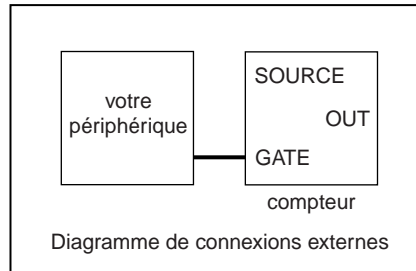 votre
périphérique
SOURCE
OUT
GATE
compteur
Diagramme de connexions externes